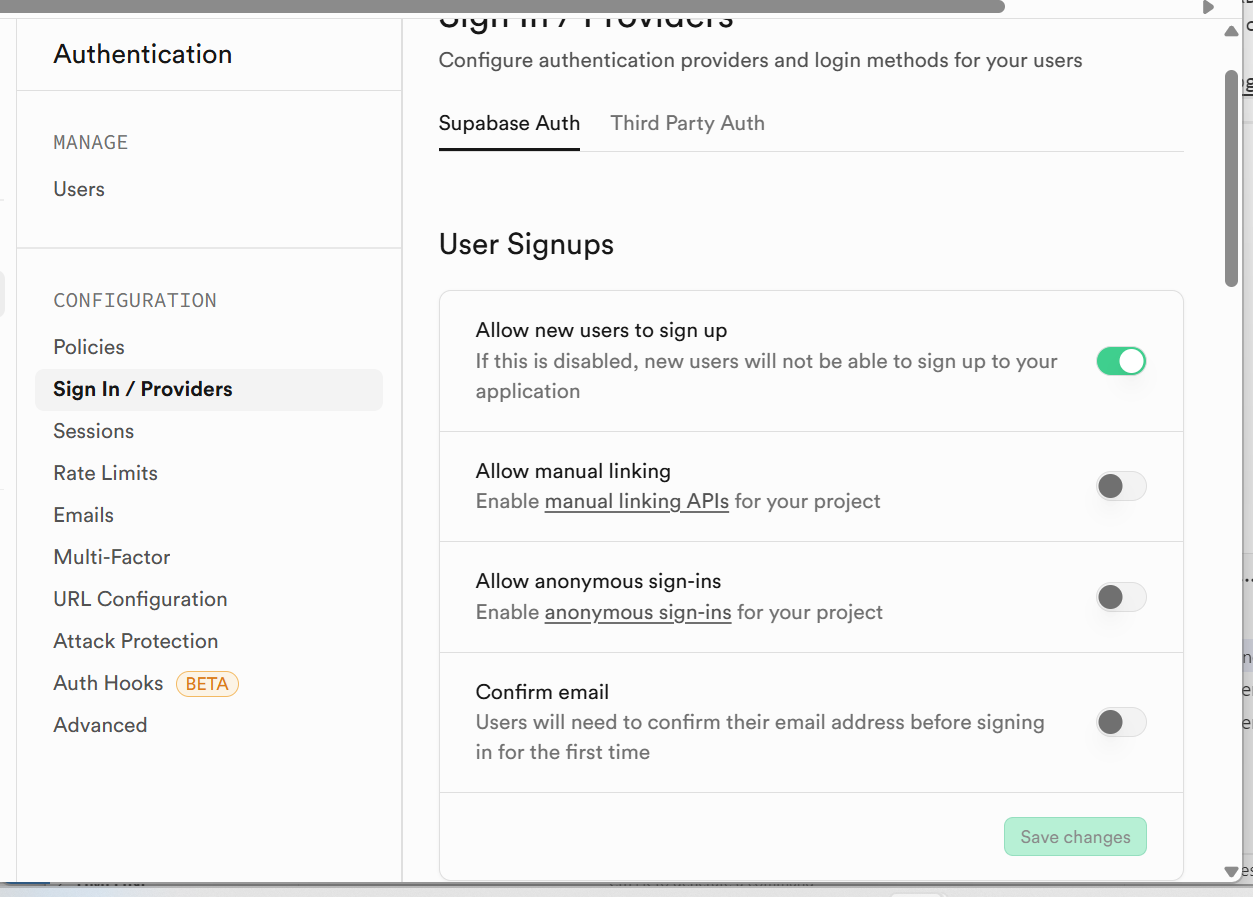 Authentication
MANAGE
Users
CONFIGURATION
Policies
Sign In / Providers
Sessions
Rate Limits
Emails
Multi-Factor
URL Configuration
Attack Protection
Auth Hooks BETA
Advanced
Sign In / Providers
Configure authentication providers and login methods for your users
Supabase Auth Third Party Auth
User Signups
Allow new users to sign up
If this is disabled, new users will not be able to sign up to your
application
Allow manual linking
Enable manual linking APIs for your project
Allow anonymous sign-ins
Enable anonymous sign-ins for your project
Confirm email
Users will need to confirm their email address before signing
in for the first time
Save changes